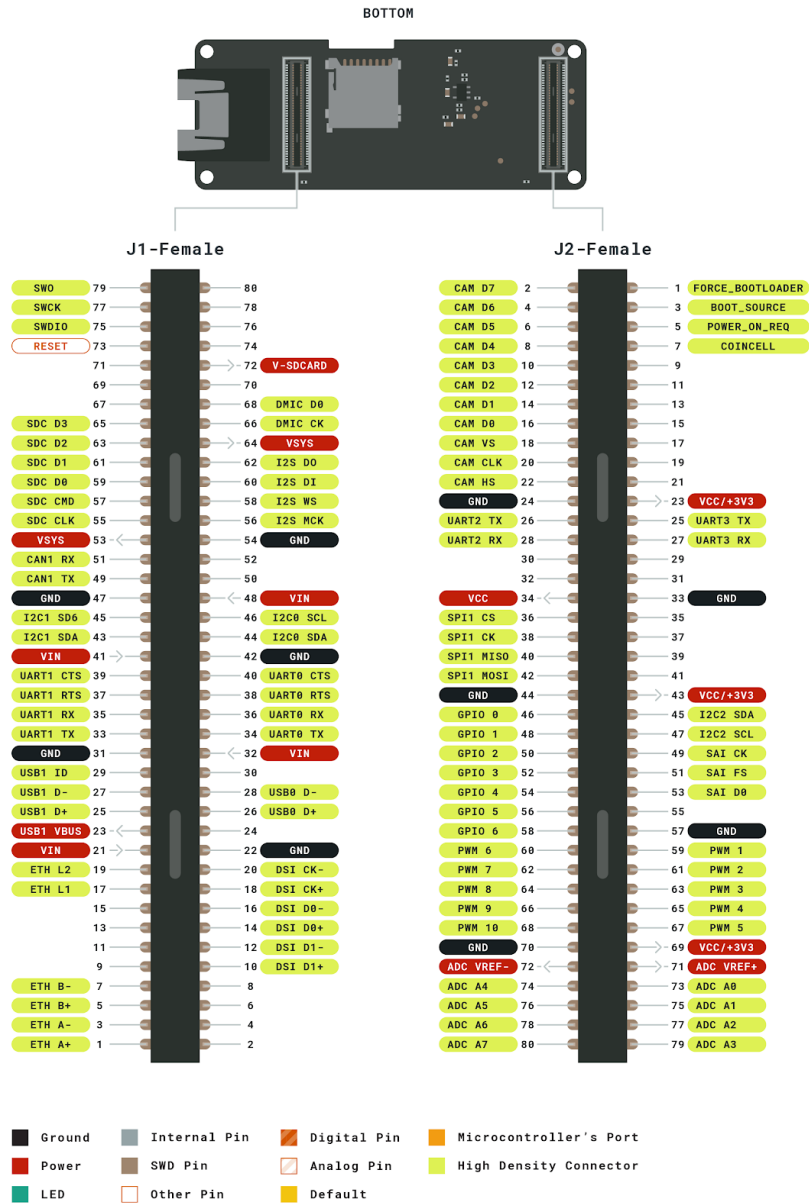 BOTTOM
J1-Female J2-Female
SWO 79 80 CAM D7 2 1 FORCE_BOOTLOADER
SWCK 77 78 CAM D6 4 3 BOOT_SOURCE
SWDIO 75 76 CAM D5 6 5 POWER_ON_REQ
RESET 73 74 CAM D4 8 7 COINCELL
71 72 V-SDCARD CAM D3 10 9
69 70 CAM D2 12 11
67 68 DMIC D0 CAM D1 14 13
SDC D3 65 66 DMIC CK CAM D0 16 15
SDC D2 63 64 VSYS CAM VS 18 17
SDC D1 61 62 I2S DO CAM CLK 20 19
SDC D0 59 60 I2S DI CAM HS 22 21
SDC CMD 57 58 I2S WS GND 24 23 VCC/+3V3
SDC CLK 55 56 I2S MCK UART2 TX 26 25 UART3 TX
VSYS 53 54 GND UART2 RX 28 27 UART3 RX
CAN1 RX 51 52 30 29
CAN1 TX 49 50 32 31
GND 47 48 VIN VCC 34 33 GND
I2C1 SD6 45 46 I2C0 SCL SPI1 CS 36 35
I2C1 SDA 43 44 I2C0 SDA SPI1 CK 38 37
VIN 41 42 GND SPI1 MISO 40 39
UART1 CTS 39 40 UART0 CTS SPI1 MOSI 42 41
UART1 RTS 37 38 UART0 RTS GND 44 43 VCC/+3V3
UART1 RX 35 36 UART0 RX GPIO 0 46 45 I2C2 SDA
UART1 TX 33 34 UART0 TX GPIO 1 48 47 I2C2 SCL
GND 31 32 VIN GPIO 2 50 49 SAI CK
USB1 ID 29 30 GPIO 3 52 51 SAI FS
USB1 D- 27 28 USB0 D- GPIO 4 54 53 SAI D0
USB1 D+ 25 26 USB0 D+ GPIO 5 56 55
USB1 VBUS 23 24 GPIO 6 58 57 GND
VIN 21 22 GND PWM 6 60 59 PWM 1
ETH L2 19 20 DSI CK- PWM 7 62 61 PWM 2
ETH L1 17 18 DSI CK+ PWM 8 64 63 PWM 3
15 16 DSI D0- PWM 9 66 65 PWM 4
13 14 DSI D0+ PWM 10 68 67 PWM 5
11 12 DSI D1- GND 70 69 VCC/+3V3
9 10 DSI D1+ ADC VREF- 72 71 ADC VREF+
ETH B- 7 8 ADC A4 74 73 ADC A0
ETH B+ 5 6 ADC A5 76 75 ADC A1
ETH A- 3 4 ADC A6 78 77 ADC A2
ETH A+ 1 2 ADC A7 80 79 ADC A3
Ground Internal Pin Digital Pin Microcontroller's Port
Power SWD Pin Analog Pin High Density Connector
LED Other Pin Default